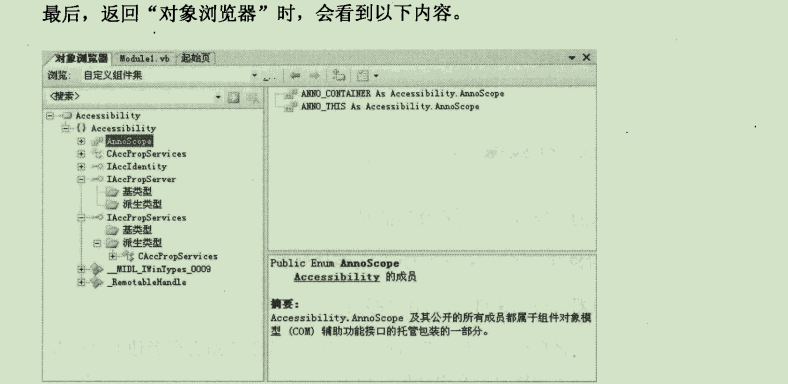 最后，返回“对象浏览器”时，会看到以下内容。
对象浏览器 Module1.vb 起始页
浏览: 自定义组件集
<搜索>
Accessibility
{} Accessibility
AnnoScope
CAccPropServices
IAccIdentity
IAccPropServer
基类型
派生类型
IAccPropServices
基类型
派生类型
CAccPropServices
__MIDL_IWinTypes_0009
_RemotableHandle
ANNO_CONTAINER As Accessibility.AnnoScope
ANNO_THIS As Accessibility.AnnoScope
Public Enum AnnoScope
Accessibility 的成员
摘要:
Accessibility.AnnoScope 及其公开的所有成员都属于组件对象模
型 (COM) 辅助功能接口的托管包装的一部分。